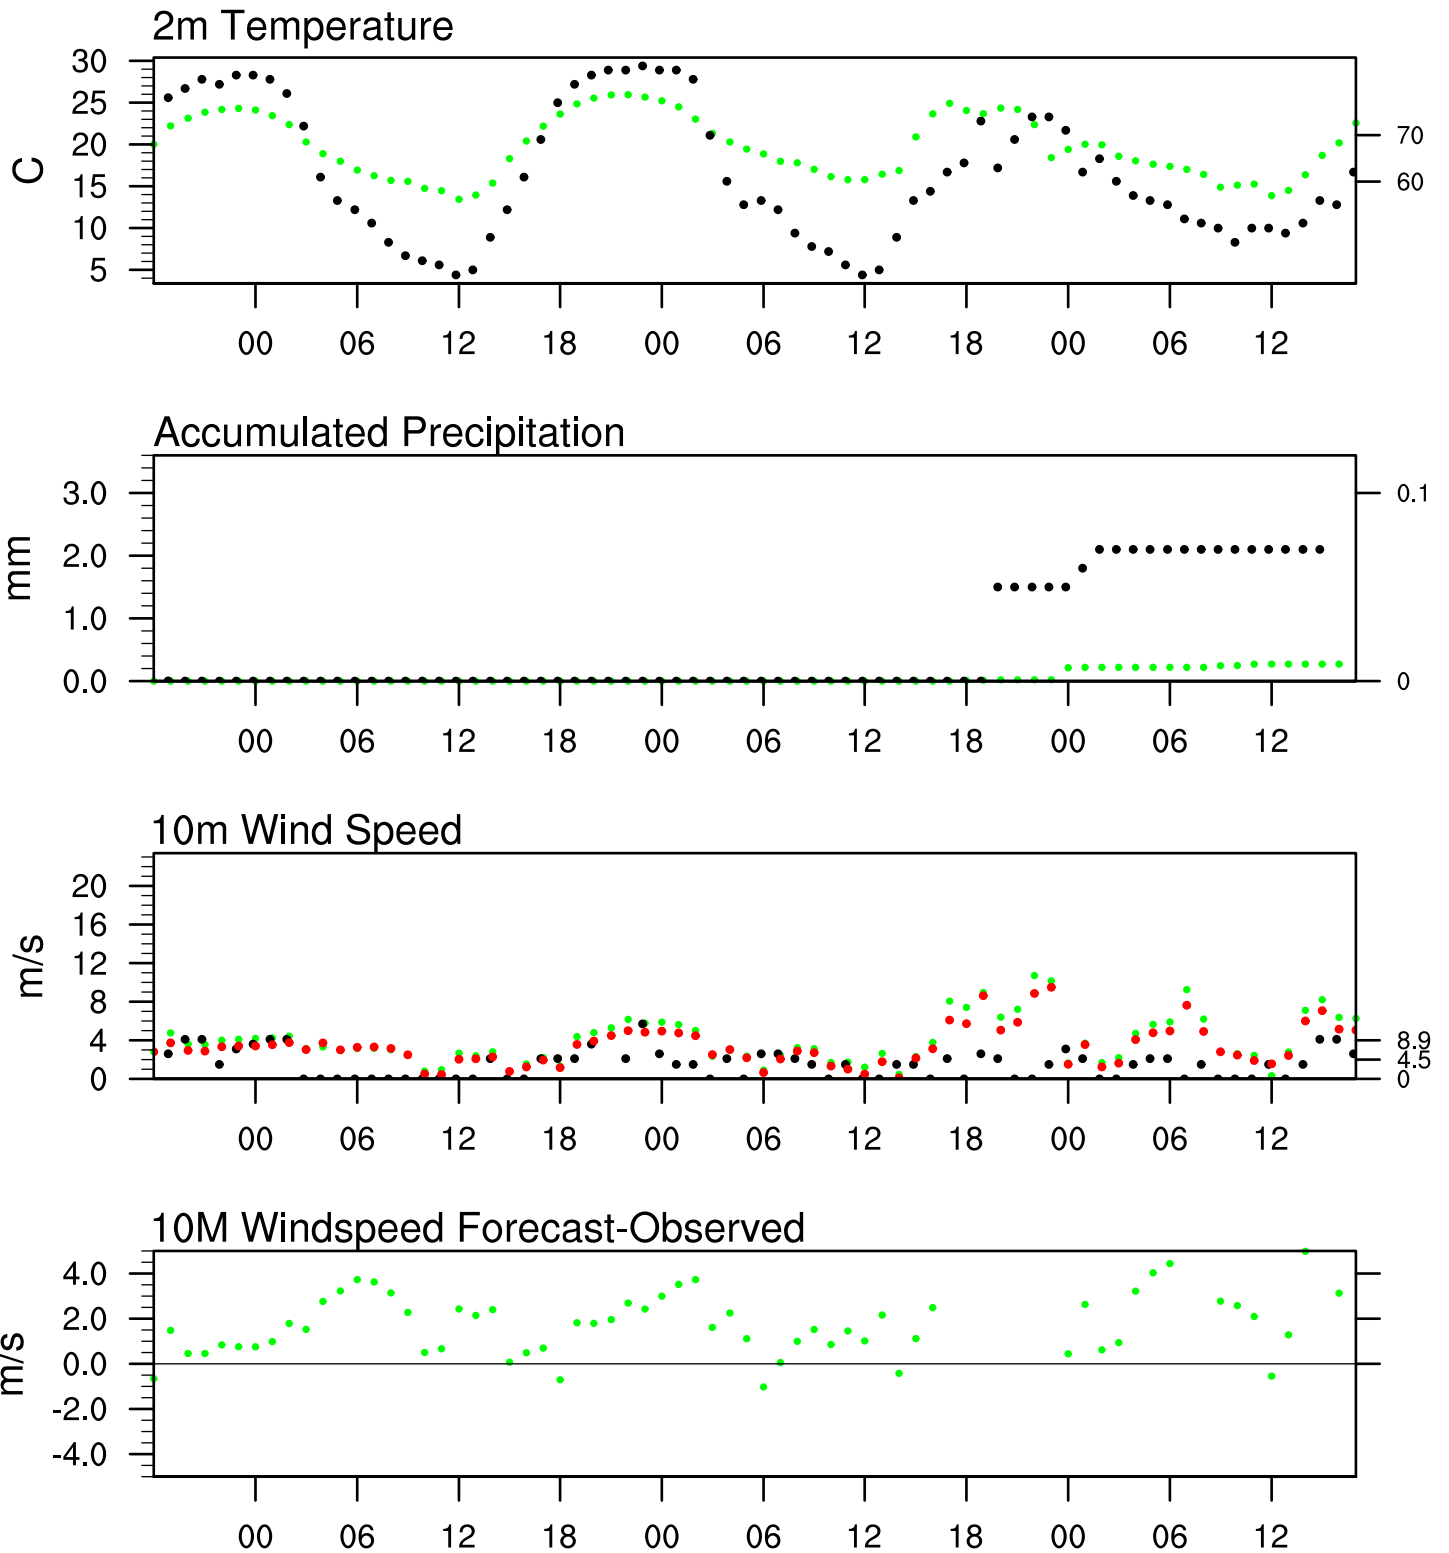 2m Temperature
30
25
20
15
10
5
C
70
60
00 06 12 18 00 06 12 18 00 06 12
Accumulated Precipitation
3.0
2.0
1.0
0.0
mm
0.1
0
00 06 12 18 00 06 12 18 00 06 12
10m Wind Speed
20
16
12
8
4
0
m/s
8.9
4.5
0
00 06 12 18 00 06 12 18 00 06 12
10M Windspeed Forecast-Observed
4.0
2.0
0.0
-2.0
-4.0
m/s
00 06 12 18 00 06 12 18 00 06 12